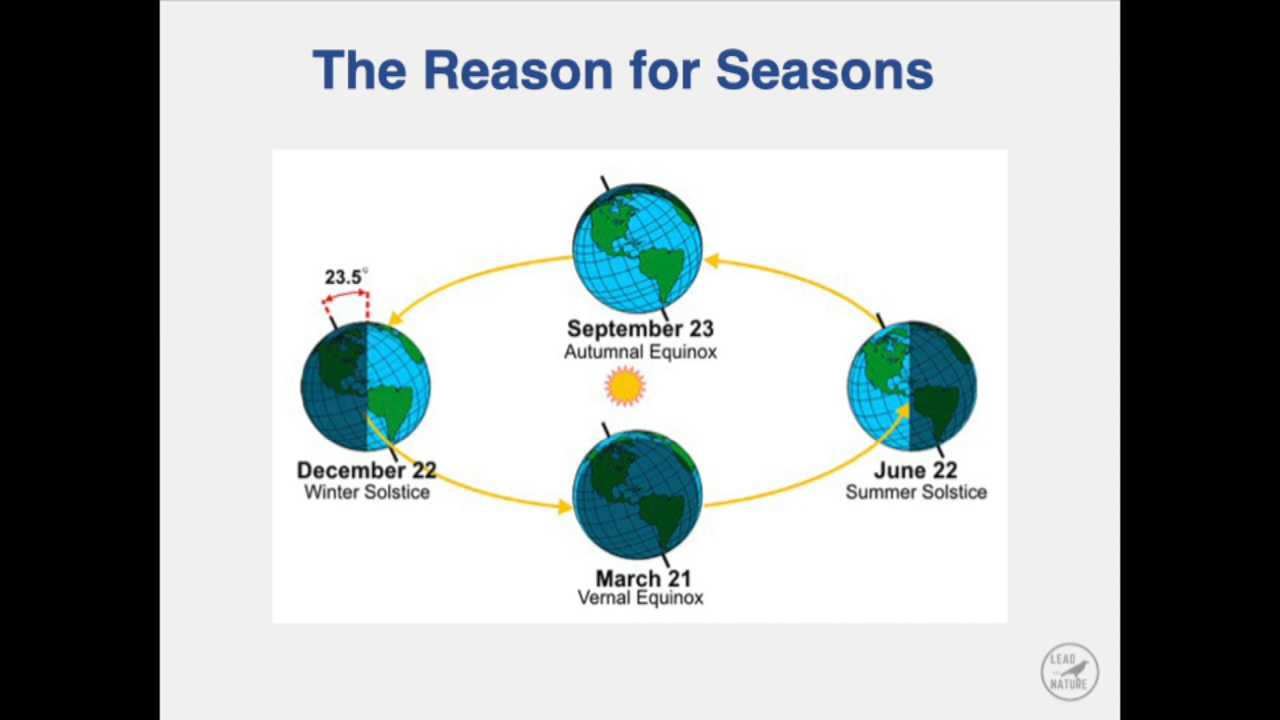 The Reason for Seasons
23.5°
September 23
Autumnal Equinox
December 22
Winter Solstice
June 22
Summer Solstice
March 21
Vernal Equinox
LEAD
NATURE